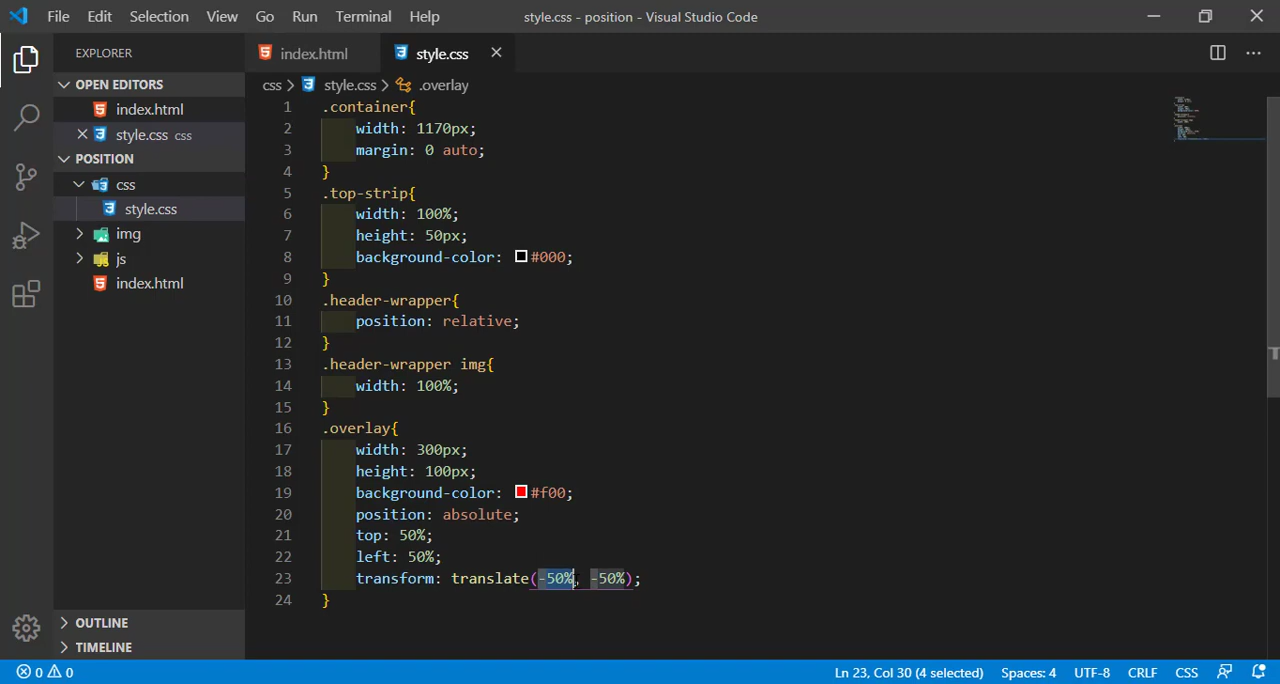 File Edit Selection View Go Run Terminal Help style.css - position - Visual Studio Code
EXPLORER
OPEN EDITORS
index.html
style.css css
POSITION
css
style.css
img
js
index.html
OUTLINE
TIMELINE
index.html style.css
css > style.css > .overlay
1 .container{
2 width: 1170px;
3 margin: 0 auto;
4 }
5 .top-strip{
6 width: 100%;
7 height: 50px;
8 background-color: #000;
9 }
10 .header-wrapper{
11 position: relative;
12 }
13 .header-wrapper img{
14 width: 100%;
15 }
16 .overlay{
17 width: 300px;
18 height: 100px;
19 background-color: #f00;
20 position: absolute;
21 top: 50%;
22 left: 50%;
23 transform: translate(-50%, -50%);
24 }
0 0 Ln 23, Col 30 (4 selected) Spaces: 4 UTF-8 CRLF CSS